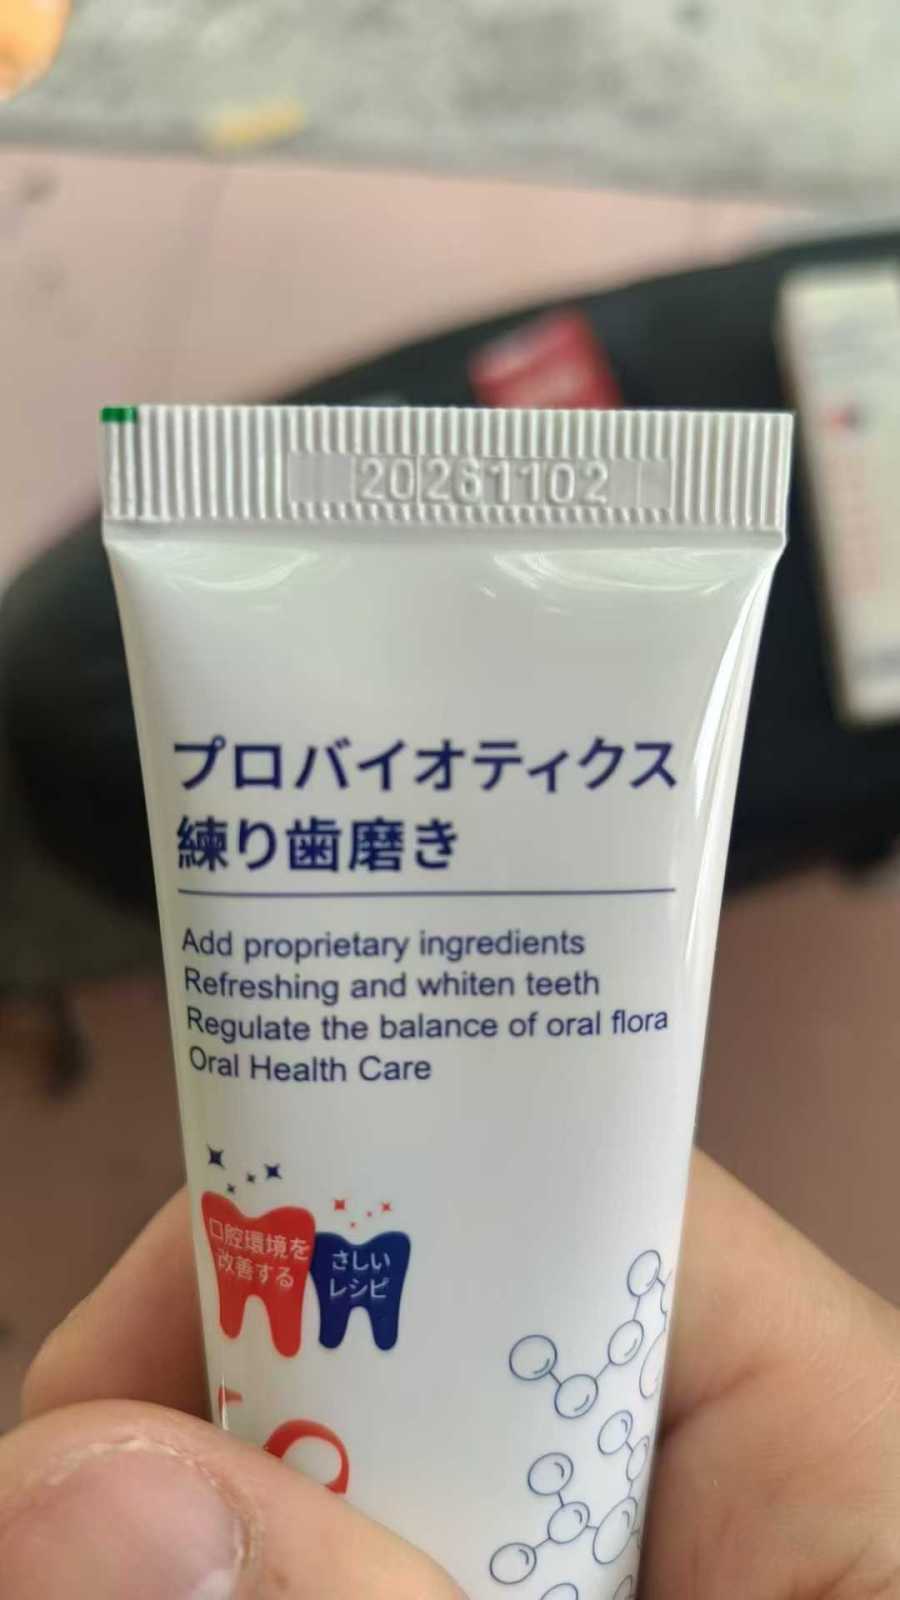 20261102
プロバイオティクス
練り歯磨き
Add proprietary ingredients
Refreshing and whiten teeth
Regulate the balance of oral flora
Oral Health Care
口腔環境を
改善する
さしい
レシピ